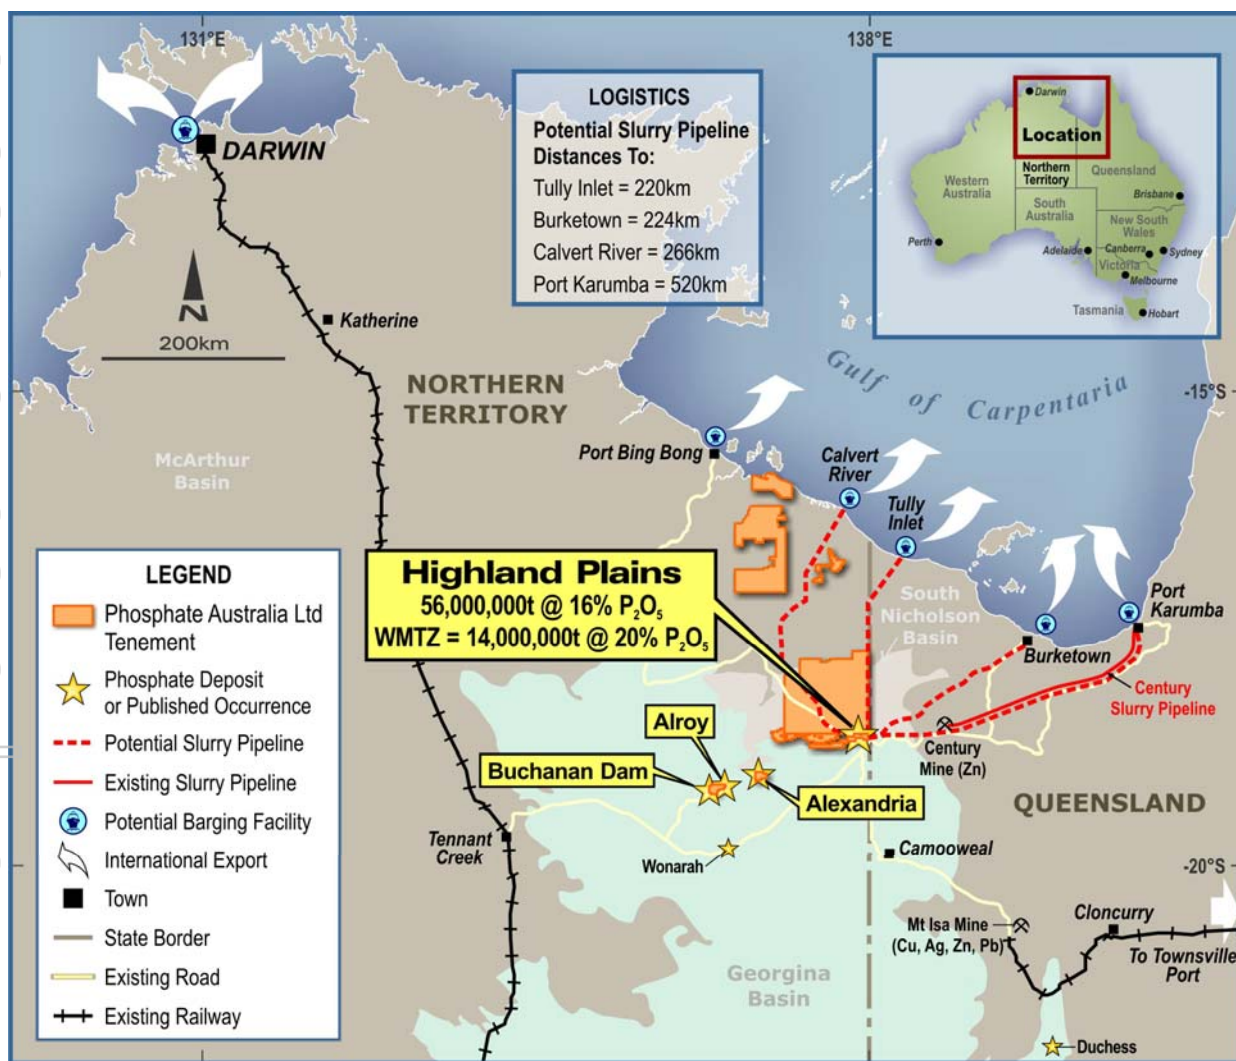 131°E
138°E
DARWIN
LOGISTICS
Potential Slurry Pipeline
Distances To:
Tully Inlet = 220km
Burketown = 224km
Calvert River = 266km
Port Karumba = 520km
Darwin
Location
Western
Australia
Northern
Territory
Queensland
South
Australia
Brisbane
New South
Wales
Perth
Adelaide
Canberra
Sydney
Victoria
Melbourne
Tasmania
Hobart
N
200km
Katherine
NORTHERN
TERRITORY
Gulf of Carpentaria
-15°S
McArthur
Basin
Port Bing Bong
Calvert
River
Tully
Inlet
Highland Plains
56,000,000t @ 16% P₂O₅
WMTZ = 14,000,000t @ 20% P₂O₅
South
Nicholson
Basin
Port
Karumba
Burketown
Century
Slurry Pipeline
Century
Mine (Zn)
Alroy
Buchanan Dam
Alexandria
QUEENSLAND
Tennant
Creek
Wonarah
Camooweal
-20°S
Mt Isa Mine
(Cu, Ag, Zn, Pb)
Cloncurry
To Townsville
Port
Georgina
Basin
Duchess
LEGEND
Phosphate Australia Ltd
Tenement
Phosphate Deposit
or Published Occurrence
Potential Slurry Pipeline
Existing Slurry Pipeline
Potential Barging Facility
International Export
Town
State Border
Existing Road
Existing Railway